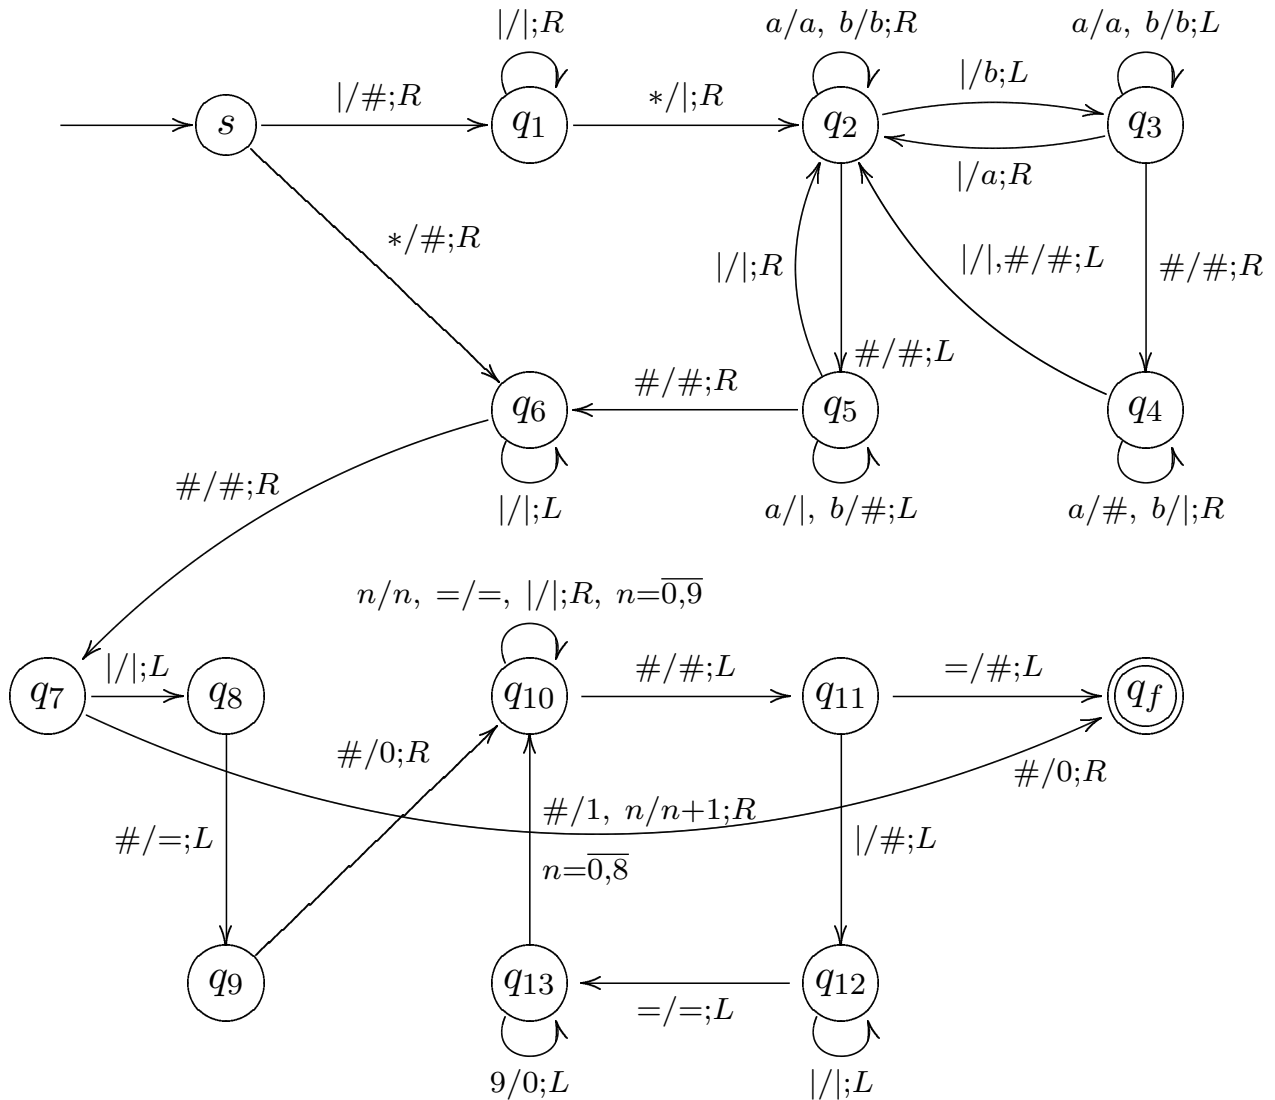 |/|;R
a/a, b/b;R
a/a, b/b;L
|/#;R
*/|;R
|/b;L
s
q1
q2
q3
|/a;R
*/#;R
|/|;R
|/|,#/#;L
#/#;R
#/#;L
#/#;R
q6
q5
q4
#/#;R
|/|;L
a/|, b/#;L
a/#, b/|;R
n/n, =/=, |/|;R, n=0,9
|/|;L
#/#;L
=/#;L
q7
q8
q10
q11
qf
#/0;R
#/0;R
#/1, n/n+1;R
#/=;L
|/#;L
n=0,8
q9
q13
q12
=/=;L
9/0;L
|/|;L